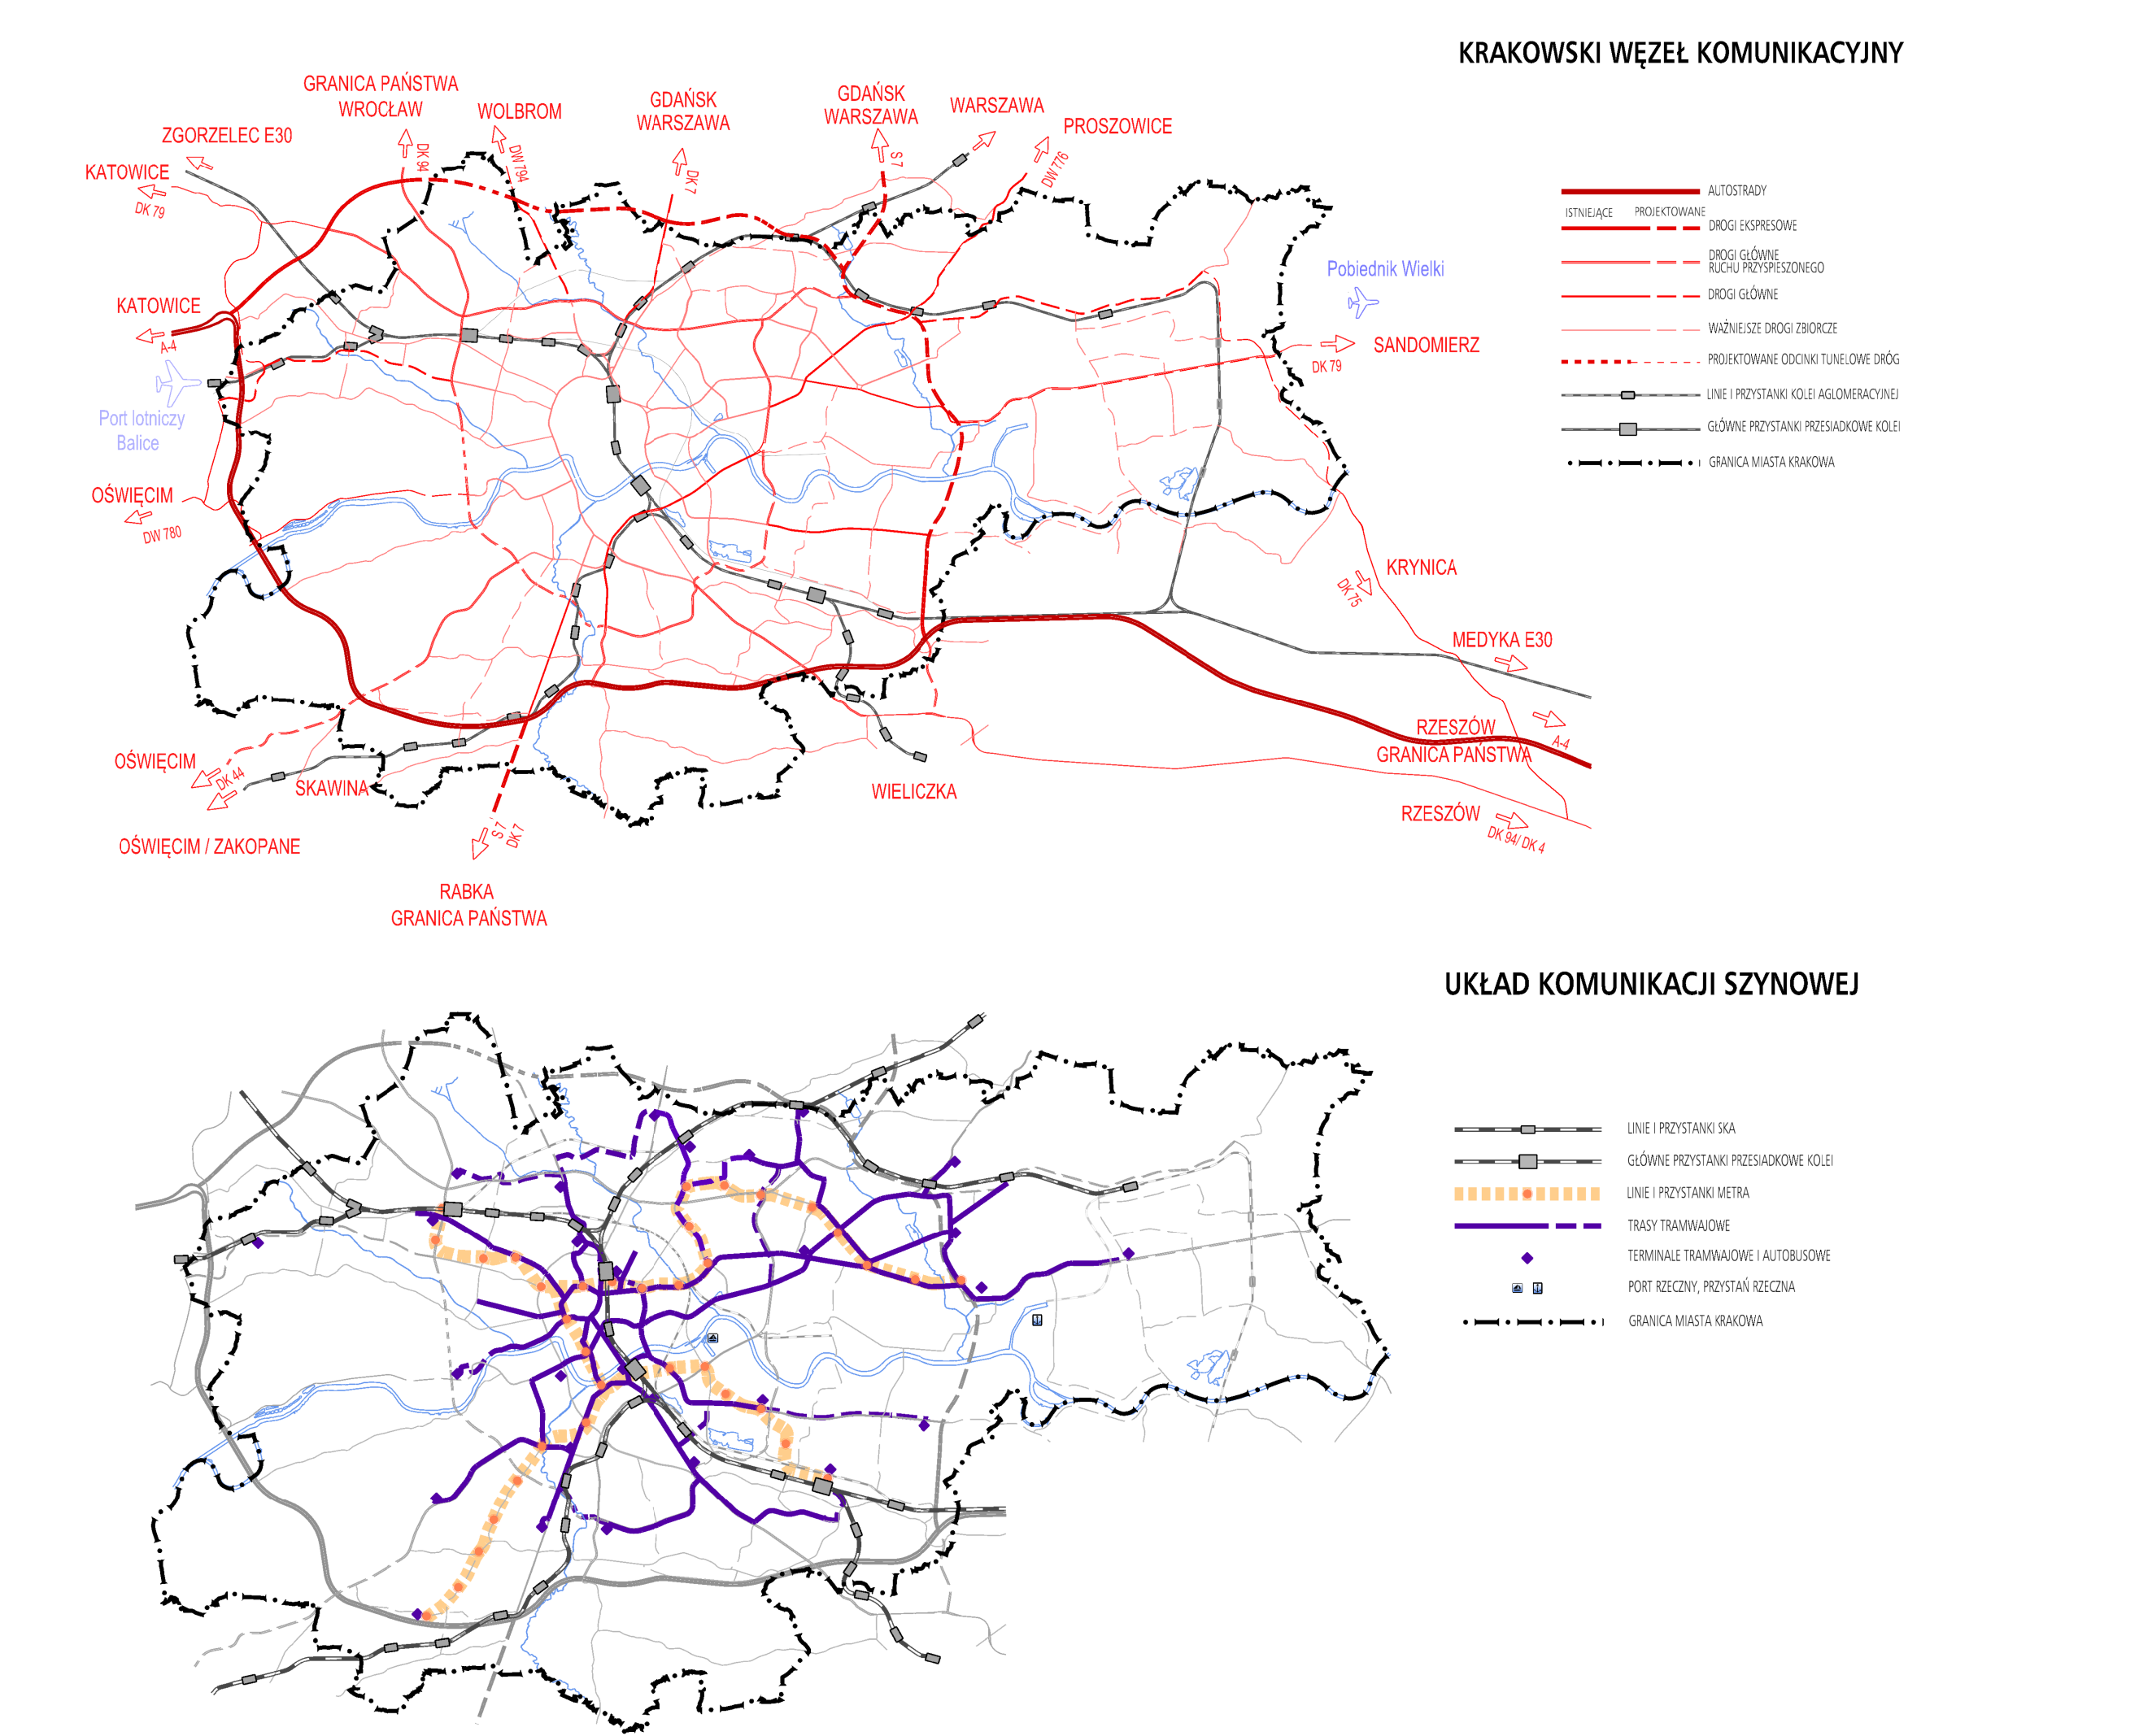 KRAKOWSKI WĘZEŁ KOMUNIKACYJNY
GRANICA PAŃSTWA
WROCŁAW
WOLBROM
GDAŃSK
WARSZAWA
GDAŃSK
WARSZAWA
WARSZAWA
PROSZOWICE
ZGORZELEC E30
KATOWICE
DK 79
DK 94
DW 794
DK 7
S 7
DW 776
KATOWICE
A-4
Port lotniczy
Balice
Pobiednik Wielki
SANDOMIERZ
DK 79
OŚWIĘCIM
DW 780
KRYNICA
DK 75
MEDYKA E30
RZESZÓW
GRANICA PAŃSTWA
A-4
RZESZÓW
DK 94/ DK 4
OŚWIĘCIM
DK 44
SKAWINA
WIELICZKA
OŚWIĘCIM / ZAKOPANE
S 7
DK 7
RABKA
GRANICA PAŃSTWA
AUTOSTRADY
ISTNIEJĄCE PROJEKTOWANE
DROGI EKSPRESOWE
DROGI GŁÓWNE
RUCHU PRZYSPIESZONEGO
DROGI GŁÓWNE
WAŻNIEJSZE DROGI ZBIORCZE
PROJEKTOWANE ODCINKI TUNELOWE DRÓG
LINIE I PRZYSTANKI KOLEI AGLOMERACYJNEJ
GŁÓWNE PRZYSTANKI PRZESIADKOWE KOLEI
GRANICA MIASTA KRAKOWA
UKŁAD KOMUNIKACJI SZYNOWEJ
LINIE I PRZYSTANKI SKA
GŁÓWNE PRZYSTANKI PRZESIADKOWE KOLEI
LINIE I PRZYSTANKI METRA
TRASY TRAMWAJOWE
TERMINALE TRAMWAJOWE I AUTOBUSOWE
PORT RZECZNY, PRZYSTAŃ RZECZNA
GRANICA MIASTA KRAKOWA